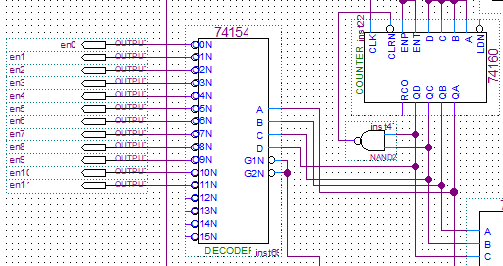 74154
en0 OUTPUT 0N
en1 OUTPUT 1N
en2 OUTPUT 2N
en3 OUTPUT 3N
en4 OUTPUT 4N
en5 OUTPUT 5N
en6 OUTPUT 6N
en7 OUTPUT 7N
en8 OUTPUT 8N
en9 OUTPUT 9N
en10 OUTPUT 10N
en11 OUTPUT 11N
12N
13N
14N
15N
A
B
C
D
G1N
G2N
DECODER inst6
COUNTER inst22
CLK
CLRN
ENP
ENT
D
C
B
A
LDN
RCO
QD
QC
QB
QA
74160
inst4
NAND2
A
B
C